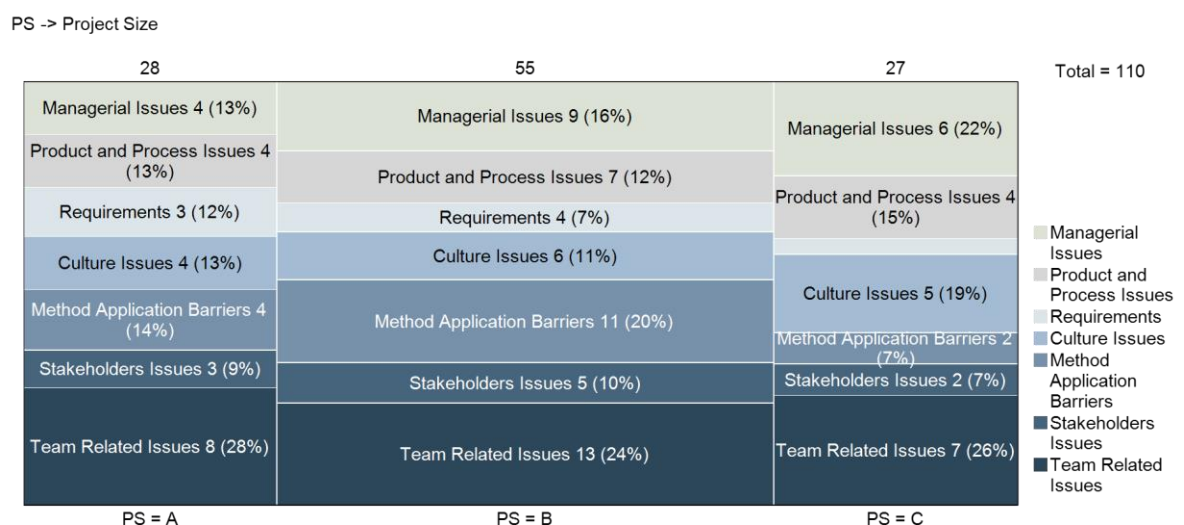 PS -> Project Size
28
55
27
Total = 110
Managerial Issues 4 (13%)
Product and Process Issues 4
(13%)
Requirements 3 (12%)
Culture Issues 4 (13%)
Method Application Barriers 4
(14%)
Stakeholders Issues 3 (9%)
Team Related Issues 8 (28%)
Managerial Issues 9 (16%)
Product and Process Issues 7 (12%)
Requirements 4 (7%)
Culture Issues 6 (11%)
Method Application Barriers 11 (20%)
Stakeholders Issues 5 (10%)
Team Related Issues 13 (24%)
Managerial Issues 6 (22%)
Product and Process Issues 4
(15%)
Culture Issues 5 (19%)
Method Application Barriers 2
(7%)
Stakeholders Issues 2 (7%)
Team Related Issues 7 (26%)
Managerial
Issues
Product and
Process Issues
Requirements
Culture Issues
Method
Application
Barriers
Stakeholders
Issues
Team Related
Issues
PS = A
PS = B
PS = C